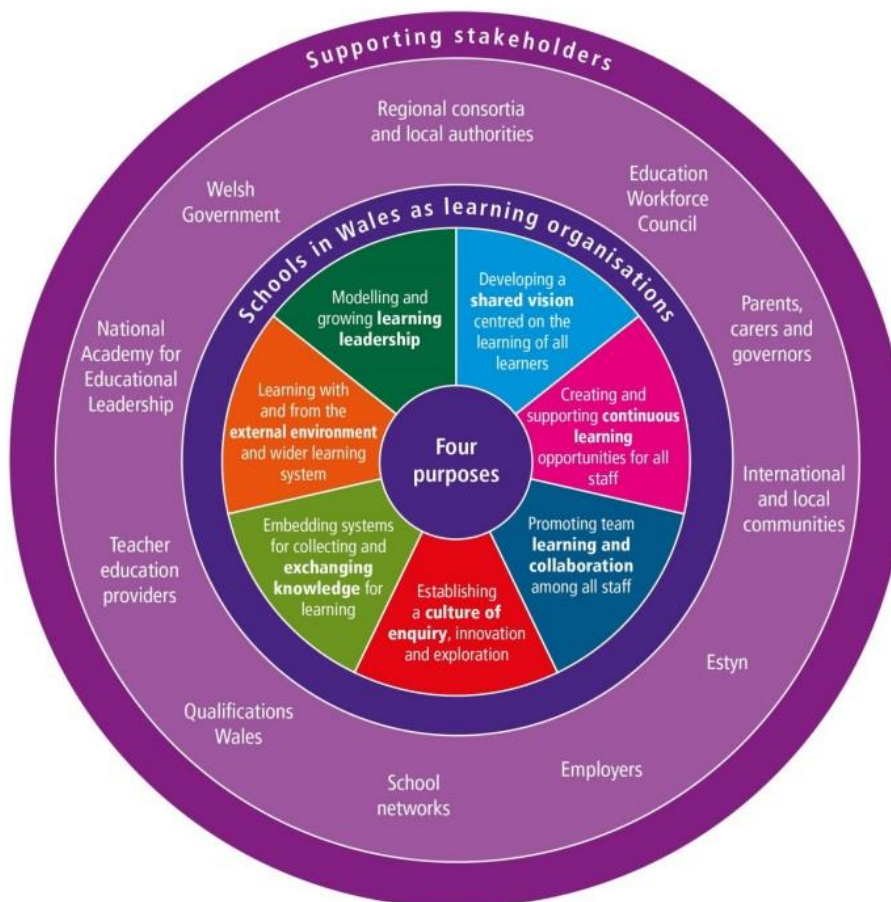 Supporting stakeholders
Regional consortia
and local authorities
Education
Workforce
Council
Parents,
carers and
governors
International
and local
communities
Estyn
Employers
School
networks
Qualifications
Wales
Teacher
education
providers
National
Academy for
Educational
Leadership
Welsh
Government
Schools in Wales as learning organisations
Developing a
shared vision
centred on the
learning of all
learners
Creating and
supporting continuous
learning
opportunities for all
staff
Promoting team
learning and
collaboration
among all staff
Establishing
a culture of
enquiry, innovation
and exploration
Embedding systems
for collecting and
exchanging
knowledge for
learning
Learning with
and from the
external environment
and wider learning
system
Modelling and
growing learning
leadership
Four
purposes